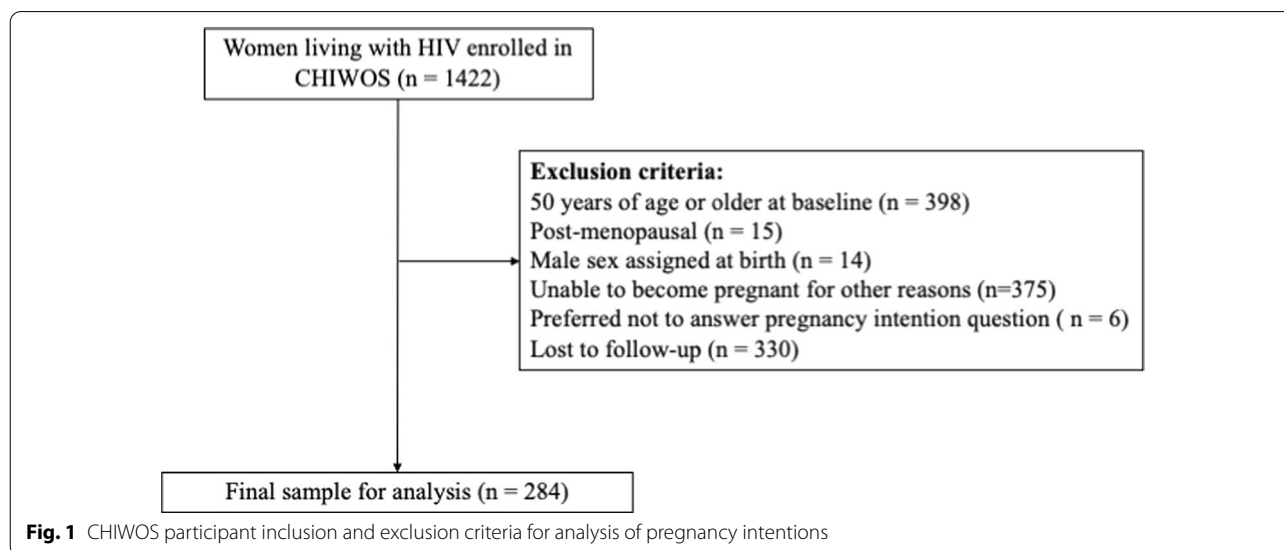 Women living with HIV enrolled in
CHIWOS (n = 1422)
Exclusion criteria:
50 years of age or older at baseline (n = 398)
Post-menopausal (n = 15)
Male sex assigned at birth (n = 14)
Unable to become pregnant for other reasons (n=375)
Preferred not to answer pregnancy intention question ( n = 6)
Lost to follow-up (n = 330)
Final sample for analysis (n = 284)
Fig. 1 CHIWOS participant inclusion and exclusion criteria for analysis of pregnancy intentions